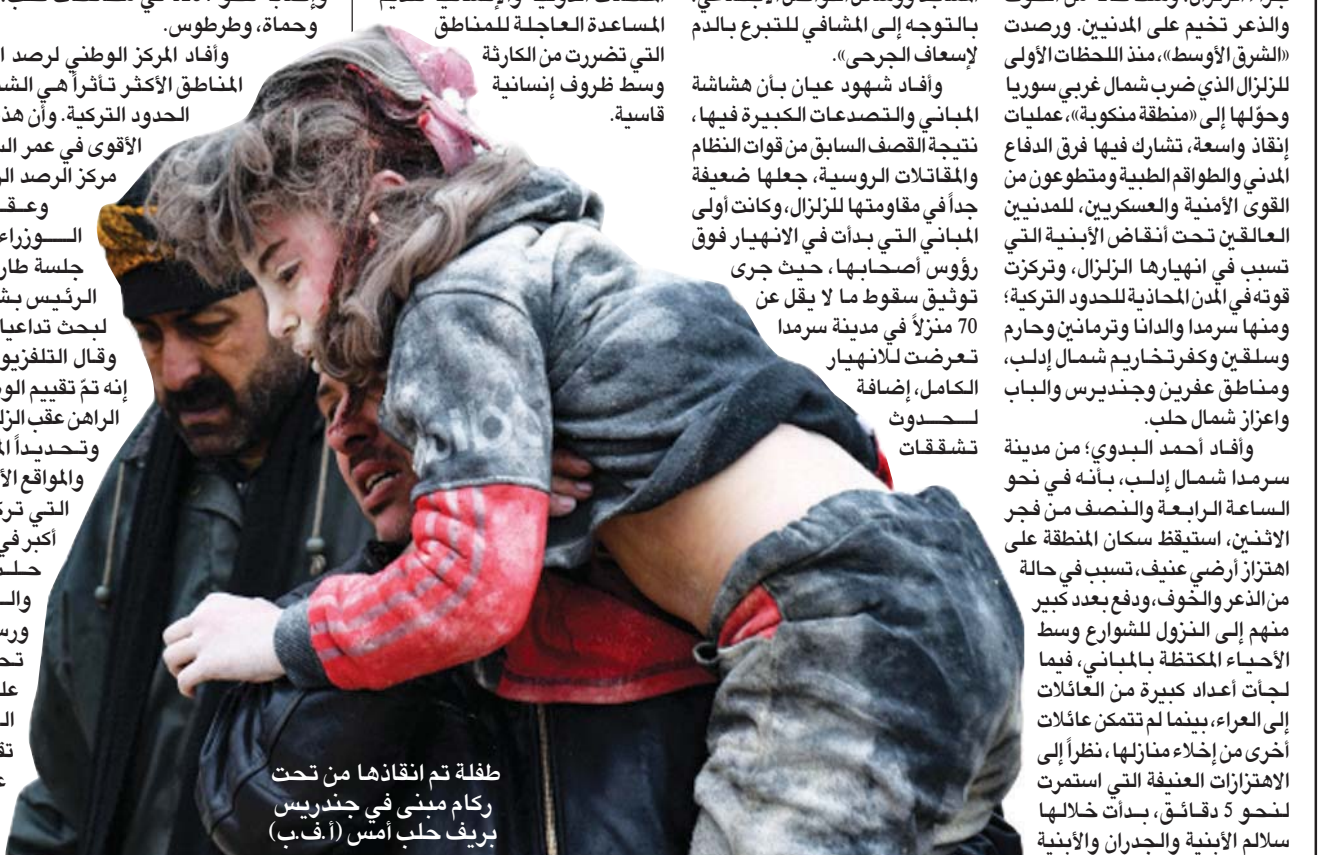 والذعر تخيم على المدنيين. ورصدت
«الشرق الأوسط»، منذ اللحظات الأولى
للزلزال الذي ضرب شمال غربي سوريا
وحوّلها إلى «منطقة منكوبة»، عمليات
إنقاذ واسعة، تشارك فيها فرق الدفاع
المدني والطواقم الطبية ومتطوعون من
القوى الأمنية والعسكريين، للمدنيين
العالقين تحت أنقاض الأبنية التي
تسبب في انهيارها الزلزال، وتركزت
قوته في المدن المحاذية للحدود التركية؛
ومنها سرمدا والدانا وترمانين وحارم
وسلقين وكفرتخاريم شمال إدلب،
ومناطق عفرين وجنديرس والباب
واعزاز شمال حلب.
وأفاد أحمد البدوي؛ من مدينة
سرمدا شمال إدلب، بأنه في نحو
الساعة الرابعة والنصف من فجر
الاثنين، استيقظ سكان المنطقة على
اهتزاز أرضي عنيف، تسبب في حالة
من الذعر والخوف، ودفع بعدد كبير
منهم إلى النزول للشوارع وسط
الأحياء المكتظة بالمباني، فيما
لجأت أعداد كبيرة من العائلات
إلى العراء، بينما لم تتمكن عائلات
أخرى من إخلاء منازلها، نظراً إلى
الاهتزازات العنيفة التي استمرت
لنحو 5 دقائق، بدأت خلالها
سلالم الأبنية والجدران والأبنية
بالتوجه إلى المشافي للتبرع بالدم
لإسعاف الجرحى».
وأفاد شهود عيان بأن هشاشة
المباني والتصدعات الكبيرة فيها،
نتيجة القصف السابق من قوات النظام
والمقاتلات الروسية، جعلها ضعيفة
جداً في مقاومتها للزلزال، وكانت أولى
المباني التي بدأت في الانهيار فوق
رؤوس أصحابها، حيث جرى
توثيق سقوط ما لا يقل عن
70 منزلاً في مدينة سرمدا
تعرضت للانهيار
الكامل، إضافة
لحدوث
تشققات
المساعدة العاجلة للمناطق
التي تضررت من الكارثة
وسط ظروف إنسانية
قاسية.
وحماة، وطرطوس.
وأفاد المركز الوطني لرصد
المناطق الأكثر تأثراً هي
الحدود التركية. وأن هذ
الأقوى في عمر
مركز الرصد
الوزراء
جلسة
الرئيس
لبحث
وقال
إنه تمّ تقييم
الراهن عقب
وتحديداً
والمواقع
التي
أكبر في
طفلة تم انقاذها من تحت
ركام مبنى في جندريس
بريف حلب أمس (أ.ف.ب)